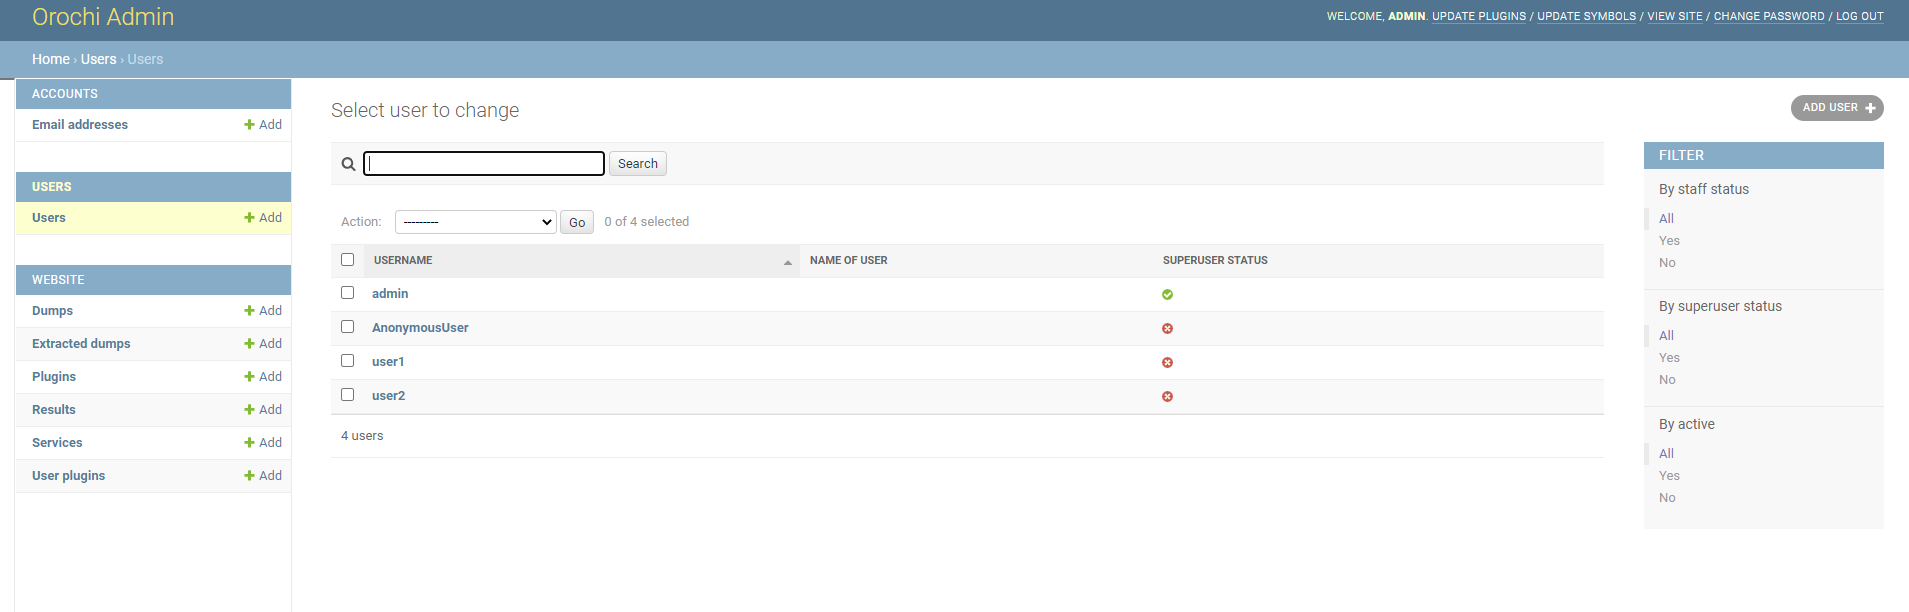 Orochi Admin
WELCOME, ADMIN. UPDATE PLUGINS / UPDATE SYMBOLS / VIEW SITE / CHANGE PASSWORD / LOG OUT
Home › Users › Users
ACCOUNTS
Email addresses + Add
USERS
Users + Add
WEBSITE
Dumps + Add
Extracted dumps + Add
Plugins + Add
Results + Add
Services + Add
User plugins + Add
Select user to change
ADD USER +
Search
Action: --------- Go 0 of 4 selected
USERNAME NAME OF USER SUPERUSER STATUS
admin
AnonymousUser
user1
user2
4 users
FILTER
By staff status
All
Yes
No
By superuser status
All
Yes
No
By active
All
Yes
No